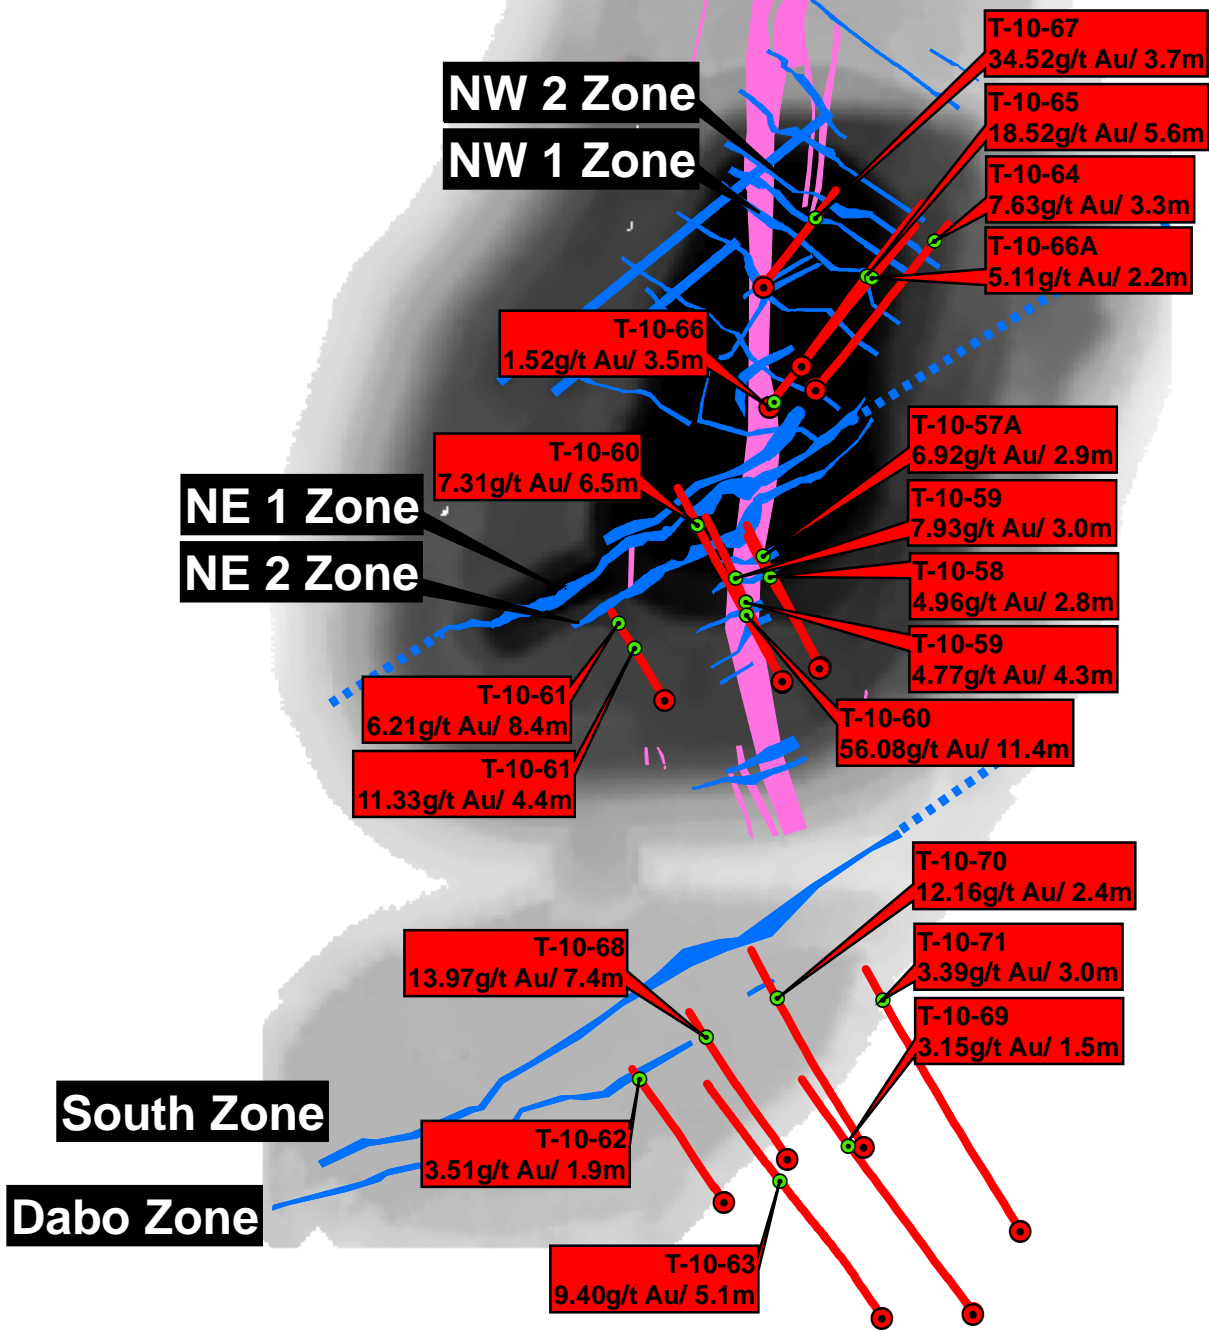 T-10-67
34.52g/t Au/ 3.7m
NW 2 Zone
T-10-65
18.52g/t Au/ 5.6m
NW 1 Zone
T-10-64
7.63g/t Au/ 3.3m
T-10-66A
5.11g/t Au/ 2.2m
T-10-66
1.52g/t Au/ 3.5m
T-10-57A
6.92g/t Au/ 2.9m
T-10-60
7.31g/t Au/ 6.5m
NE 1 Zone
T-10-59
7.93g/t Au/ 3.0m
NE 2 Zone
T-10-58
4.96g/t Au/ 2.8m
T-10-59
4.77g/t Au/ 4.3m
T-10-61
6.21g/t Au/ 8.4m
T-10-60
56.08g/t Au/ 11.4m
T-10-61
11.33g/t Au/ 4.4m
T-10-70
12.16g/t Au/ 2.4m
T-10-68
13.97g/t Au/ 7.4m
T-10-71
3.39g/t Au/ 3.0m
T-10-69
3.15g/t Au/ 1.5m
South Zone
T-10-62
3.51g/t Au/ 1.9m
Dabo Zone
T-10-63
9.40g/t Au/ 5.1m